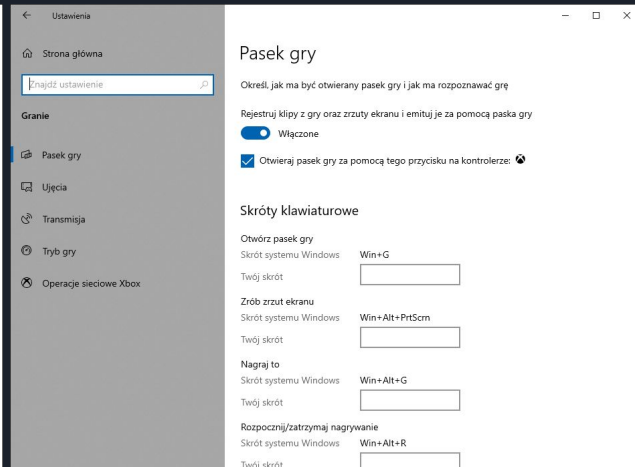 Ustawienia
Strona główna
Znajdź ustawienie
Granie
Pasek gry
Ujęcia
Transmisja
Tryb gry
Operacje sieciowe Xbox
Pasek gry
Określ, jak ma być otwierany pasek gry i jak ma rozpoznawać grę
Rejestruj klipy z gry oraz zrzuty ekranu i emituj je za pomocą paska gry
Włączone
Otwieraj pasek gry za pomocą tego przycisku na kontrolerze:
Skróty klawiaturowe
Otwórz pasek gry
Skrót systemu Windows Win+G
Twój skrót
Zrób zrzut ekranu
Skrót systemu Windows Win+Alt+PrtScrn
Twój skrót
Nagraj to
Skrót systemu Windows Win+Alt+G
Twój skrót
Rozpocznij/zatrzymaj nagrywanie
Skrót systemu Windows Win+Alt+R
Twój skrót